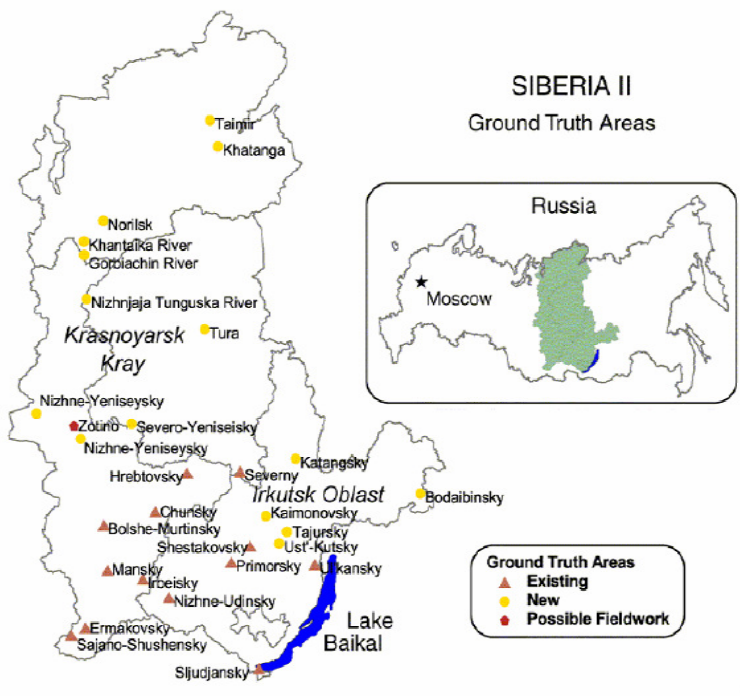 SIBERIA II
Ground Truth Areas
Taimir
Khatanga
Russia
Moscow
Norilsk
Khantaika River
Gorbiachin River
Nizhnjaja Tunguska River
Krasnoyarsk
Kray
Tura
Nizhne-Yeniseysky
Zotino
Severo-Yeniseisky
Nizhne-Yeniseysky
Katangsky
Hrebtovsky
Severny
Irkutsk Oblast
Bodaibinsky
Chunsky
Kaimonovsky
Bolshe-Murtinsky
Tajursky
Shestakovsky
Ust'-Kutsky
Primorsky
Ulkansky
Mansky
Irbeisky
Nizhne-Udinsky
Ermakovsky
Sajano-Shushensky
Lake
Baikal
Sljudjansky
Ground Truth Areas
Existing
New
Possible Fieldwork